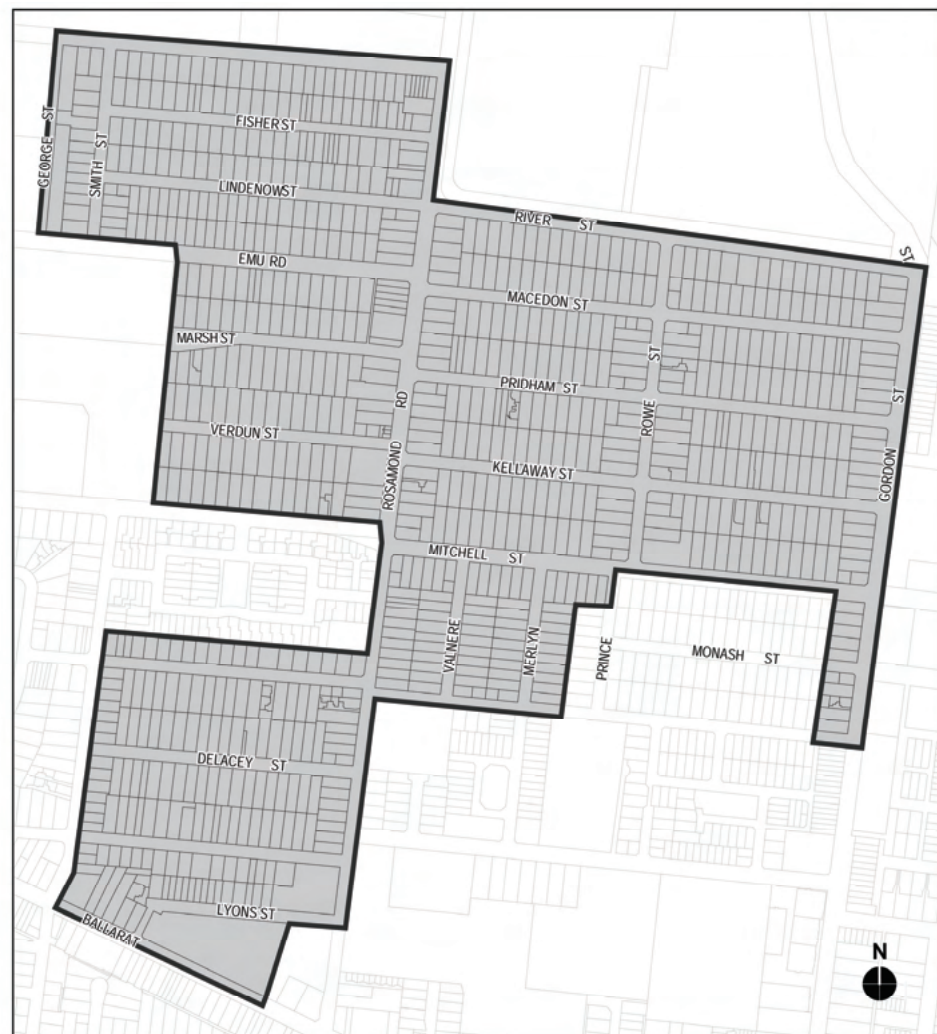 FISHER ST
GEORGE ST
SMITH ST
LINDENOW ST
RIVER ST
ST
EMU RD
MACEDON ST
MARSH ST
ST
PRIDHAM ST
RD
ST
VERDUN ST
ROWE
KELLAWAY ST
ROSAMOND
GORDON
MITCHELL ST
VALNERE
MERLYN
PRINCE
MONASH ST
DELACEY ST
LYONS ST
BALLARAT
N